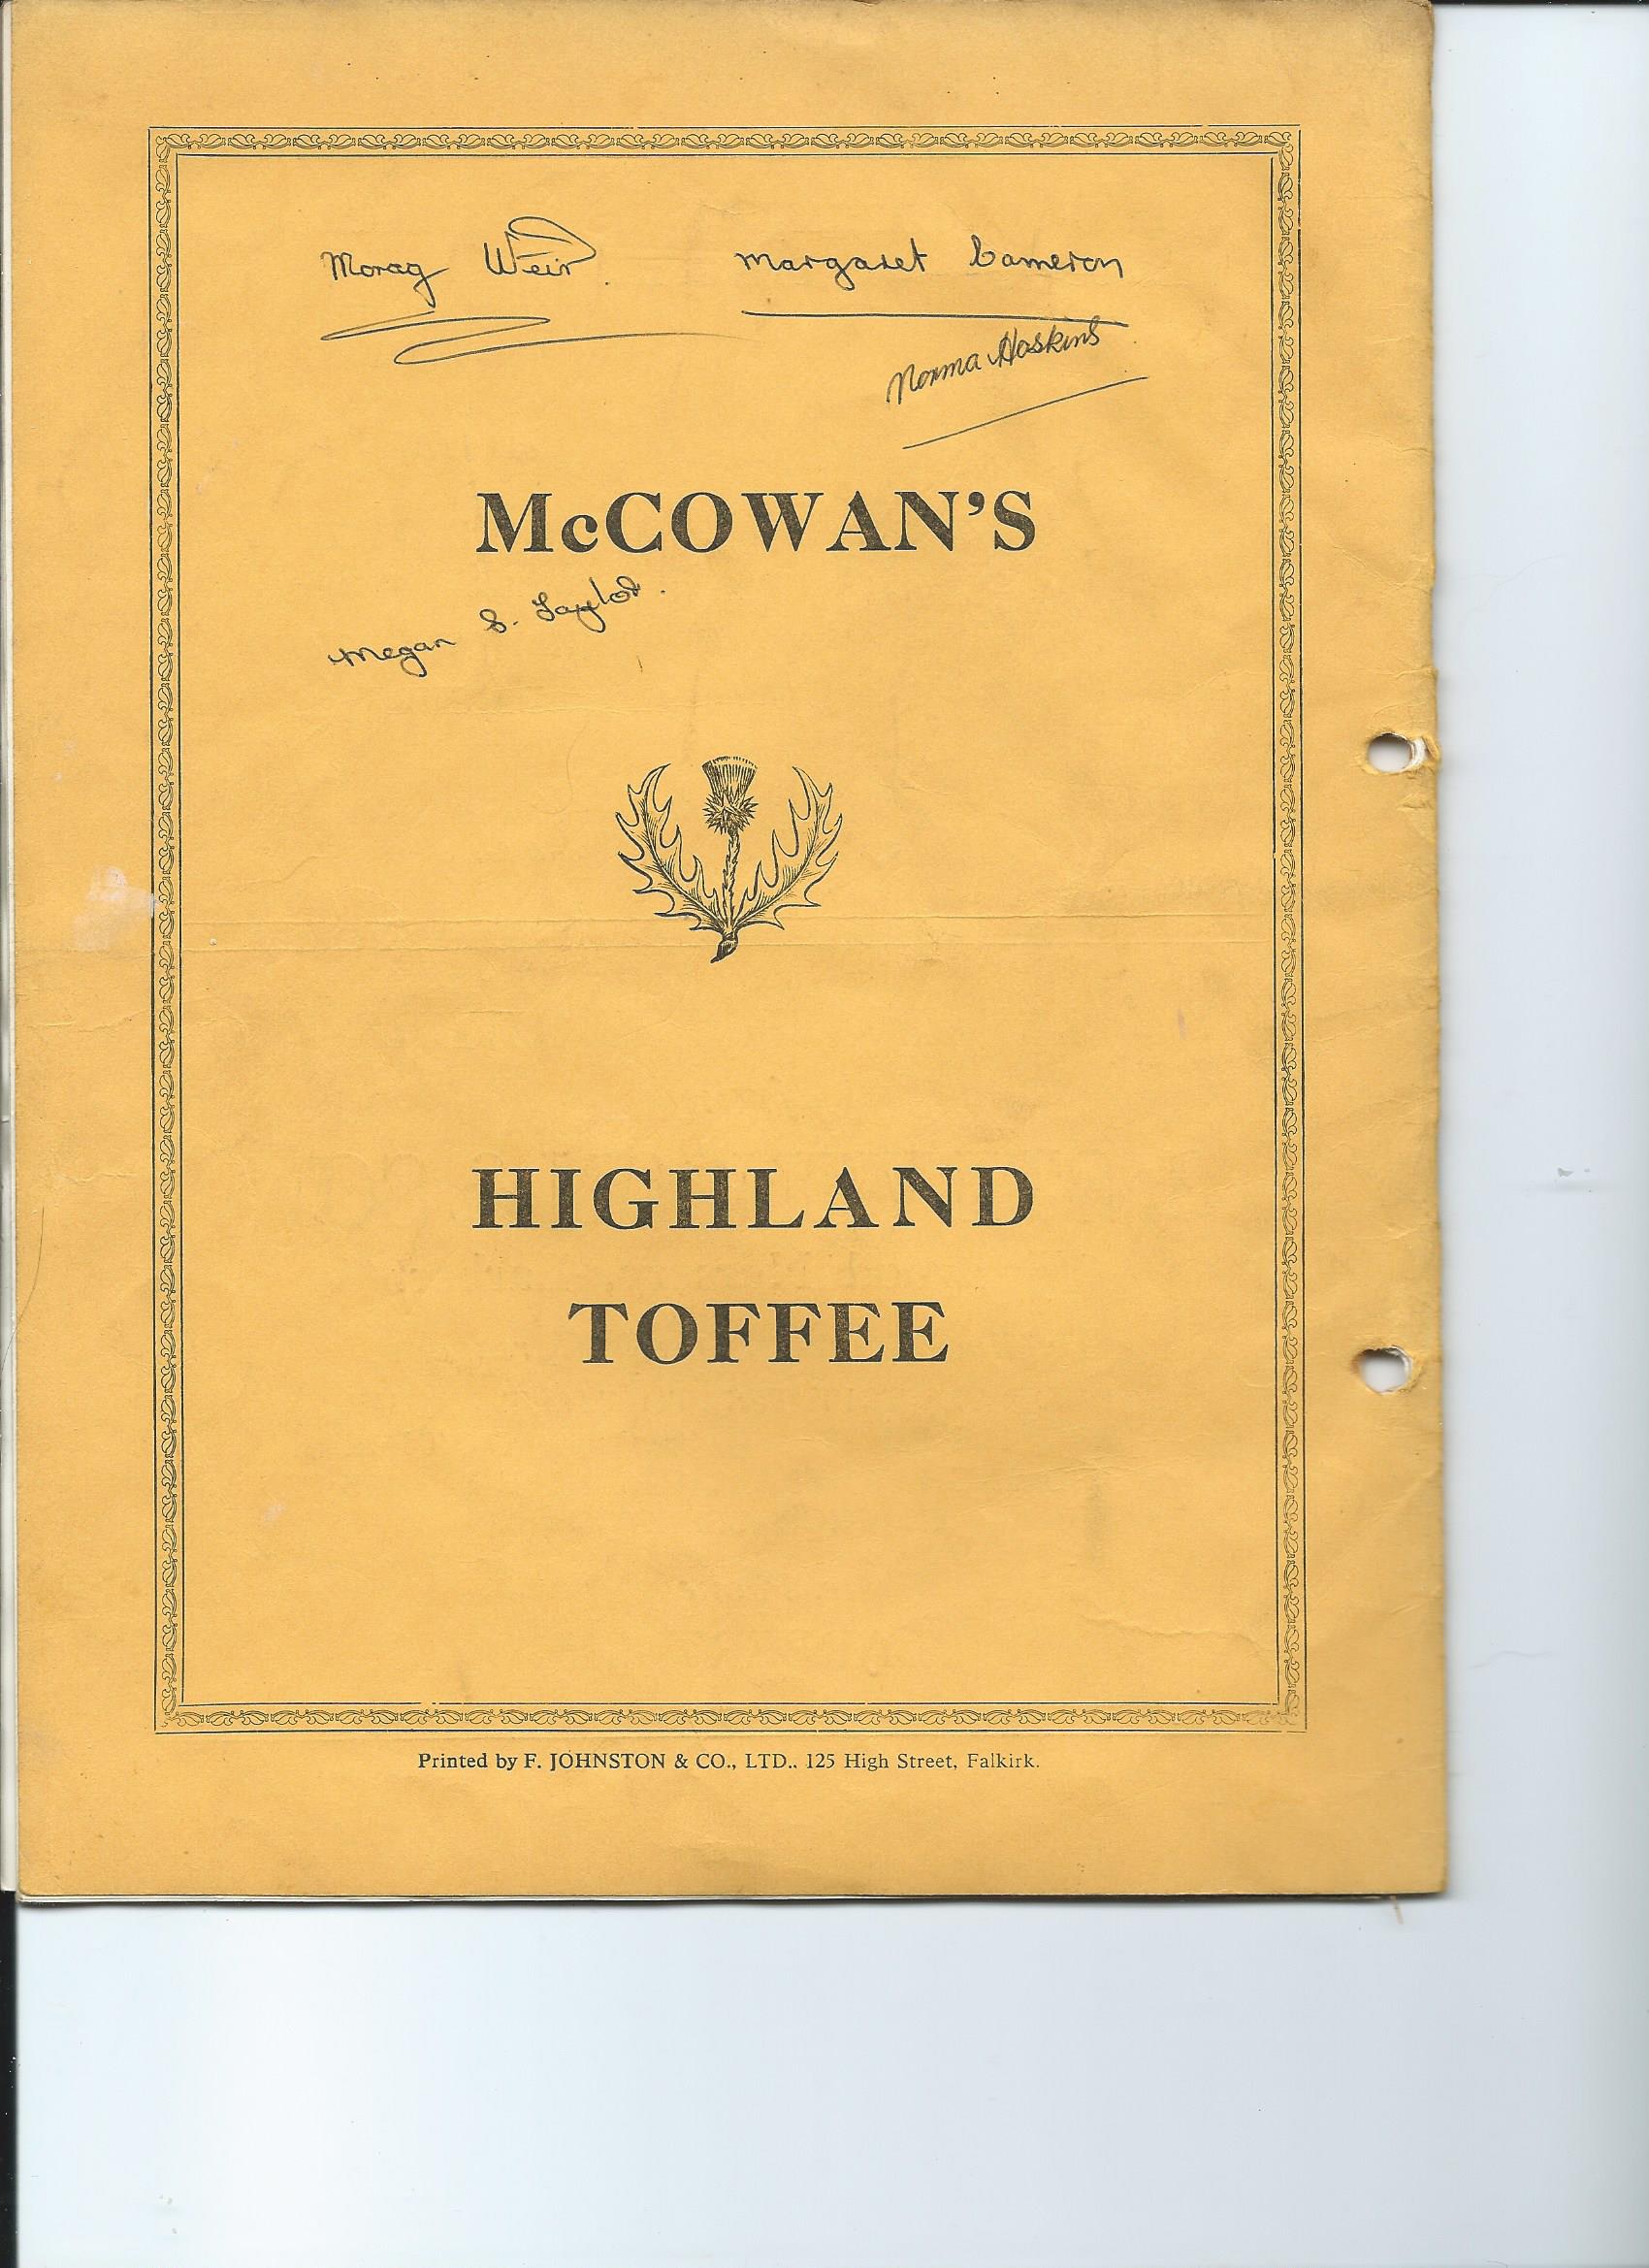 Morag Weir.
Margaret Cameron
Norma Hoskins
McCOWAN'S
Megan S. Taylor.
HIGHLAND
TOFFEE
Printed by F. JOHNSTON & CO., LTD.. 125 High Street, Falkirk.